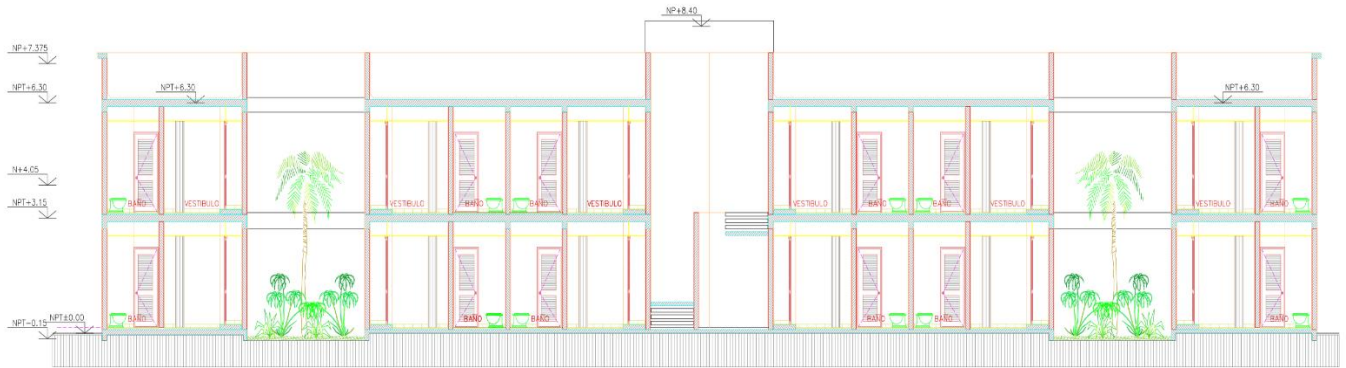 NP+8.40
NP+7.375
NPT+6.30 NPT+6.30 NPT+6.30
N+4.05
NPT+3.15 BAÑO VESTIBULO VESTIBULO BAÑO BAÑO VESTIBULO VESTIBULO BAÑO BAÑO VESTIBULO VESTIBULO BAÑO
NPT±0.00 BAÑO BAÑO BAÑO BAÑO BAÑO BAÑO
NPT-0.15